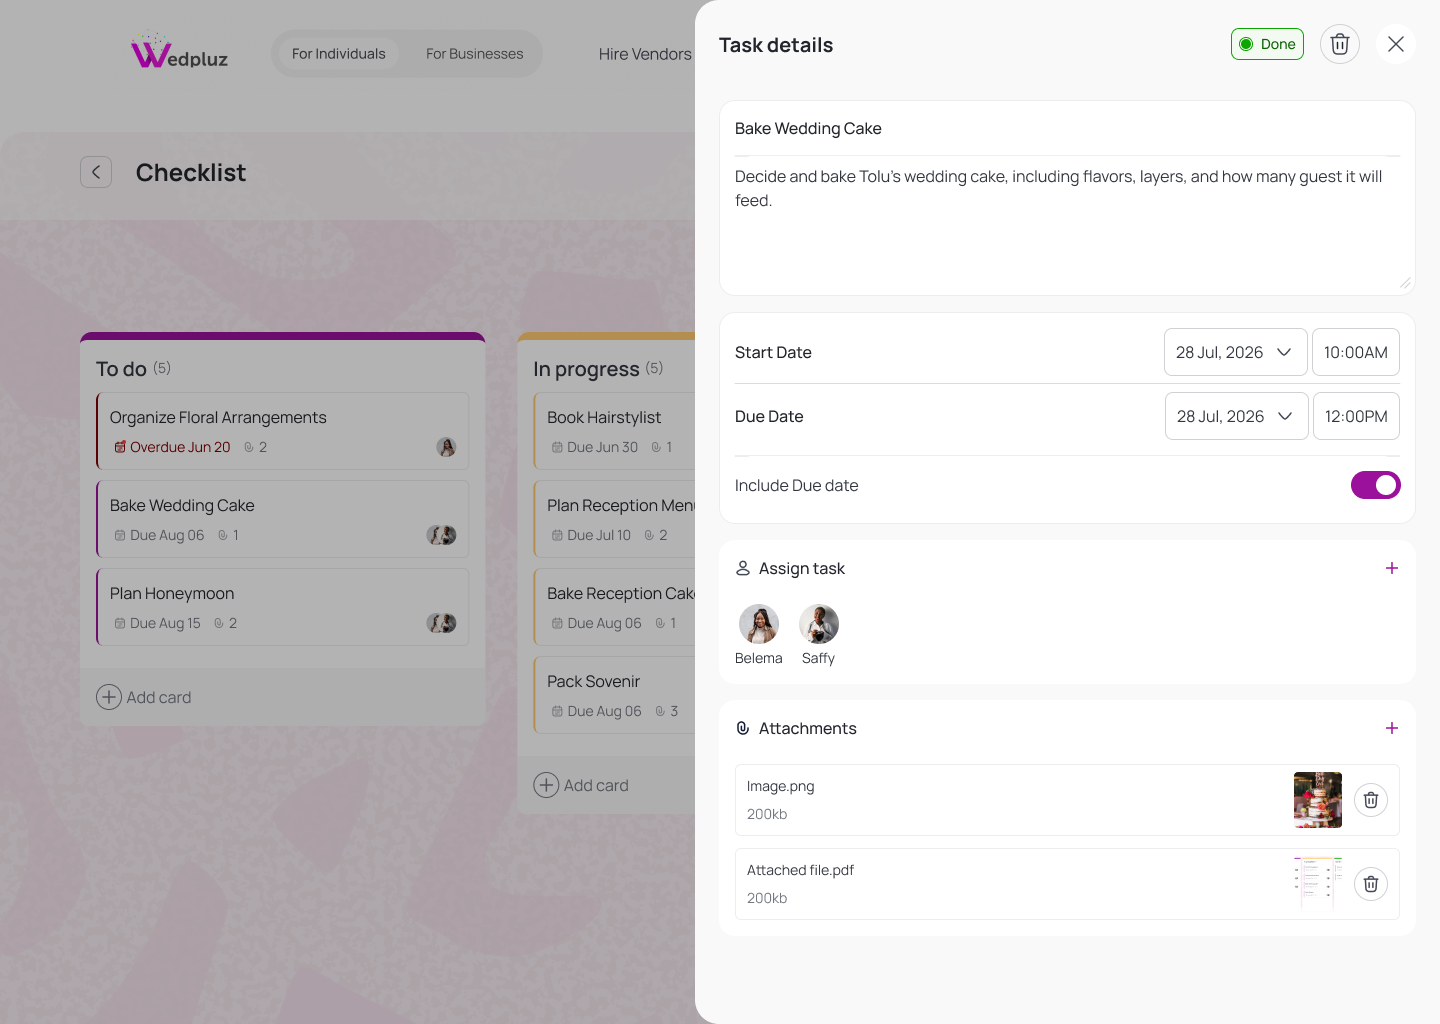 Wedpluz
For Individuals
For Businesses
Hire Vendors
Checklist
To do (5)
Organize Floral Arrangements
Overdue Jun 20 2
Bake Wedding Cake
Due Aug 06 1
Plan Honeymoon
Due Aug 15 2
Add card
In progress (5)
Book Hairstylist
Due Jun 30 1
Plan Reception Men
Due Jul 10 2
Bake Reception Cak
Due Aug 06 1
Pack Sovenir
Due Aug 06 3
Add card
Task details
Done
Bake Wedding Cake
Decide and bake Tolu's wedding cake, including flavors, layers, and how many guest it will
feed.
Start Date 28 Jul, 2026 10:00AM
Due Date 28 Jul, 2026 12:00PM
Include Due date
Assign task
Belema Saffy
Attachments
Image.png
200kb
Attached file.pdf
200kb